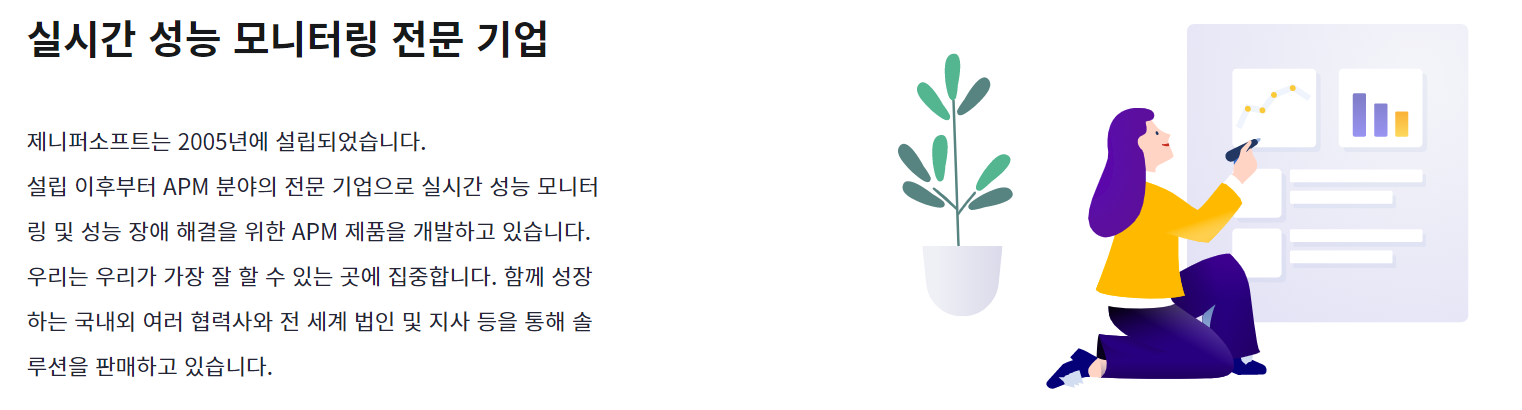 실시간 성능 모니터링 전문 기업
제니퍼소프트는 2005년에 설립되었습니다.
설립 이후부터 APM 분야의 전문 기업으로 실시간 성능 모니터
링 및 성능 장애 해결을 위한 APM 제품을 개발하고 있습니다.
우리는 우리가 가장 잘 할 수 있는 곳에 집중합니다. 함께 성장
하는 국내외 여러 협력사와 전 세계 법인 및 지사 등을 통해 솔
루션을 판매하고 있습니다.